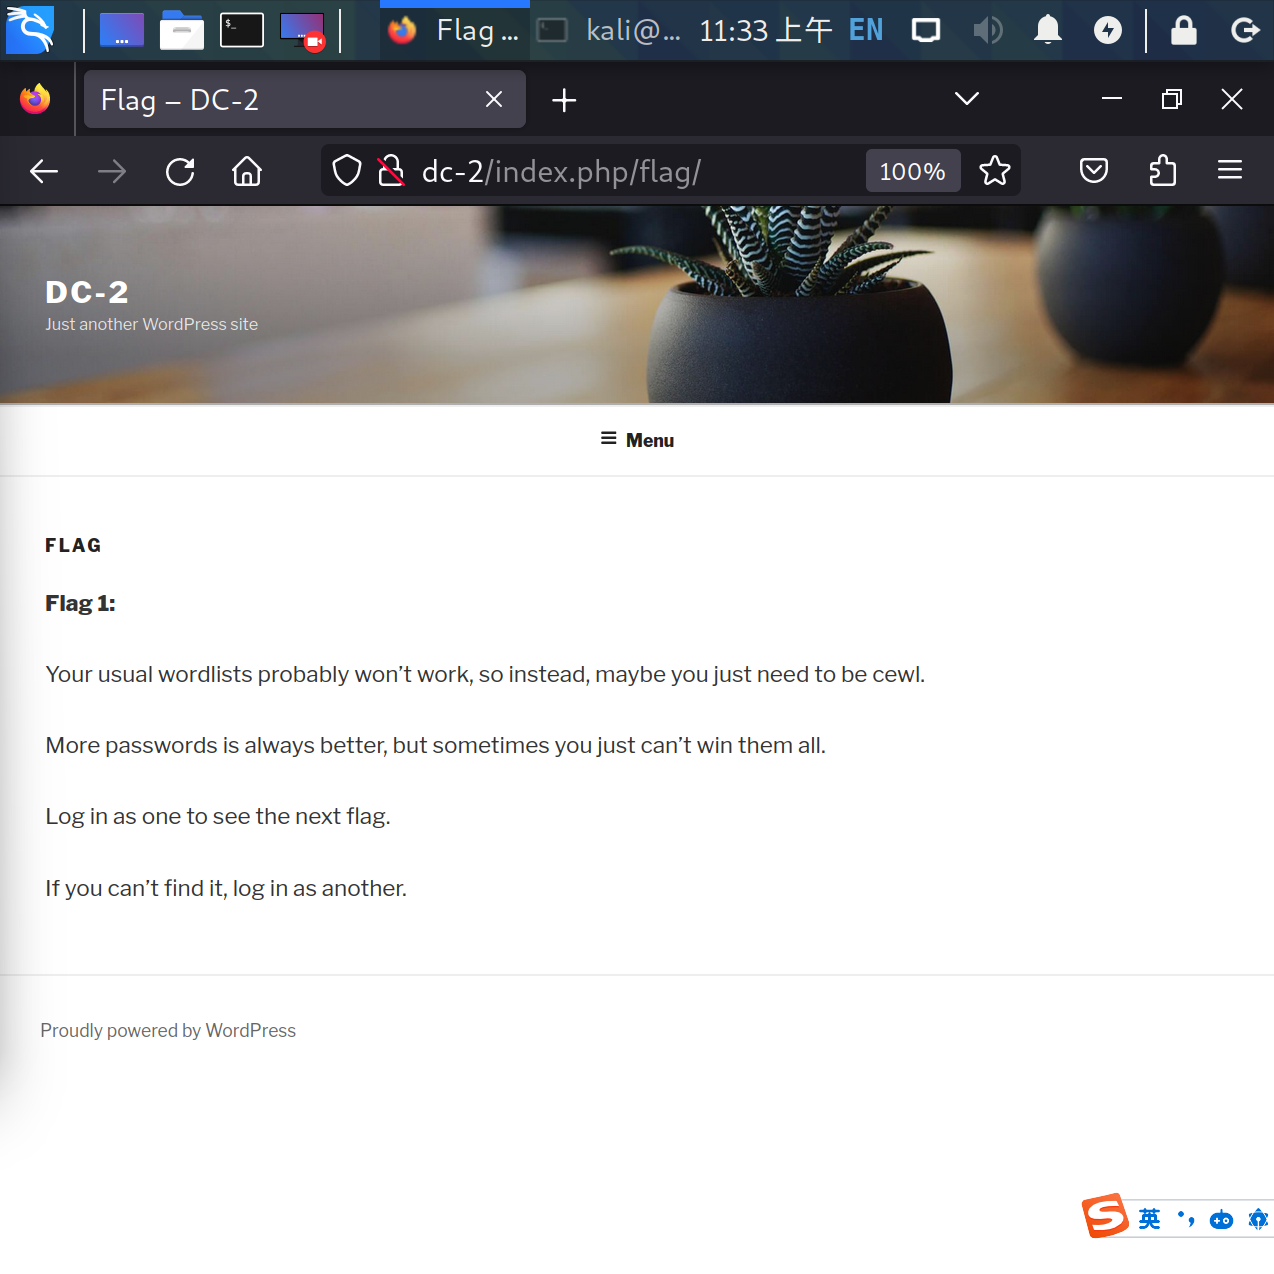 Flag ...
kali@...
11:33 上午
EN
Flag – DC-2
dc-2/index.php/flag/
100%
DC-2
Just another WordPress site
Menu
FLAG
Flag 1:
Your usual wordlists probably won’t work, so instead, maybe you just need to be cewl.
More passwords is always better, but sometimes you just can’t win them all.
Log in as one to see the next flag.
If you can’t find it, log in as another.
Proudly powered by WordPress
英